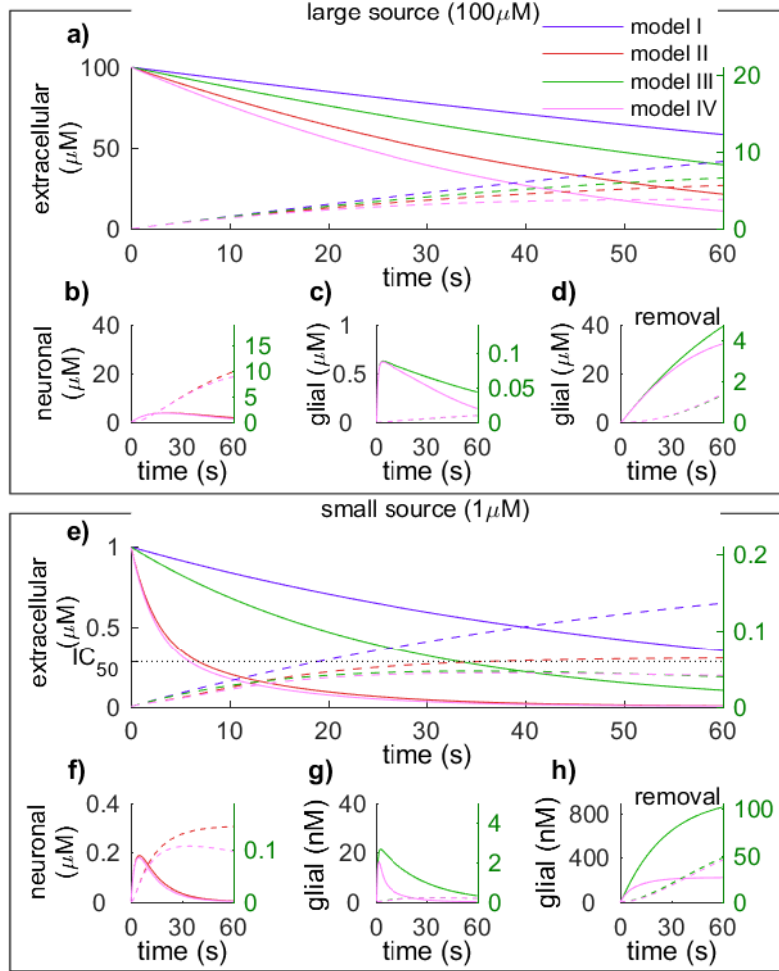 large source (100μM)
a)
model I
model II
model III
model IV
extracellular
(μM)
100
50
0
20
10
0
0 10 20 30 40 50 60
time (s)
b)
neuronal
(μM)
40
20
0
15
10
5
0
0 30 60
time (s)
c)
glial (μM)
1
0.5
0
0.1
0.05
0
0 30 60
time (s)
d)
removal
glial (μM)
40
20
0
4
2
0
0 30 60
time (s)
small source (1μM)
e)
extracellular
(μM)
1
0.5
IC
50
0
0.2
0.1
0
0 10 20 30 40 50 60
time (s)
f)
neuronal
(μM)
0.4
0.2
0
0.1
0
0 30 60
time (s)
g)
glial (nM)
40
20
0
4
2
0
0 30 60
time (s)
h)
removal
glial (nM)
800
400
0
100
50
0
0 30 60
time (s)